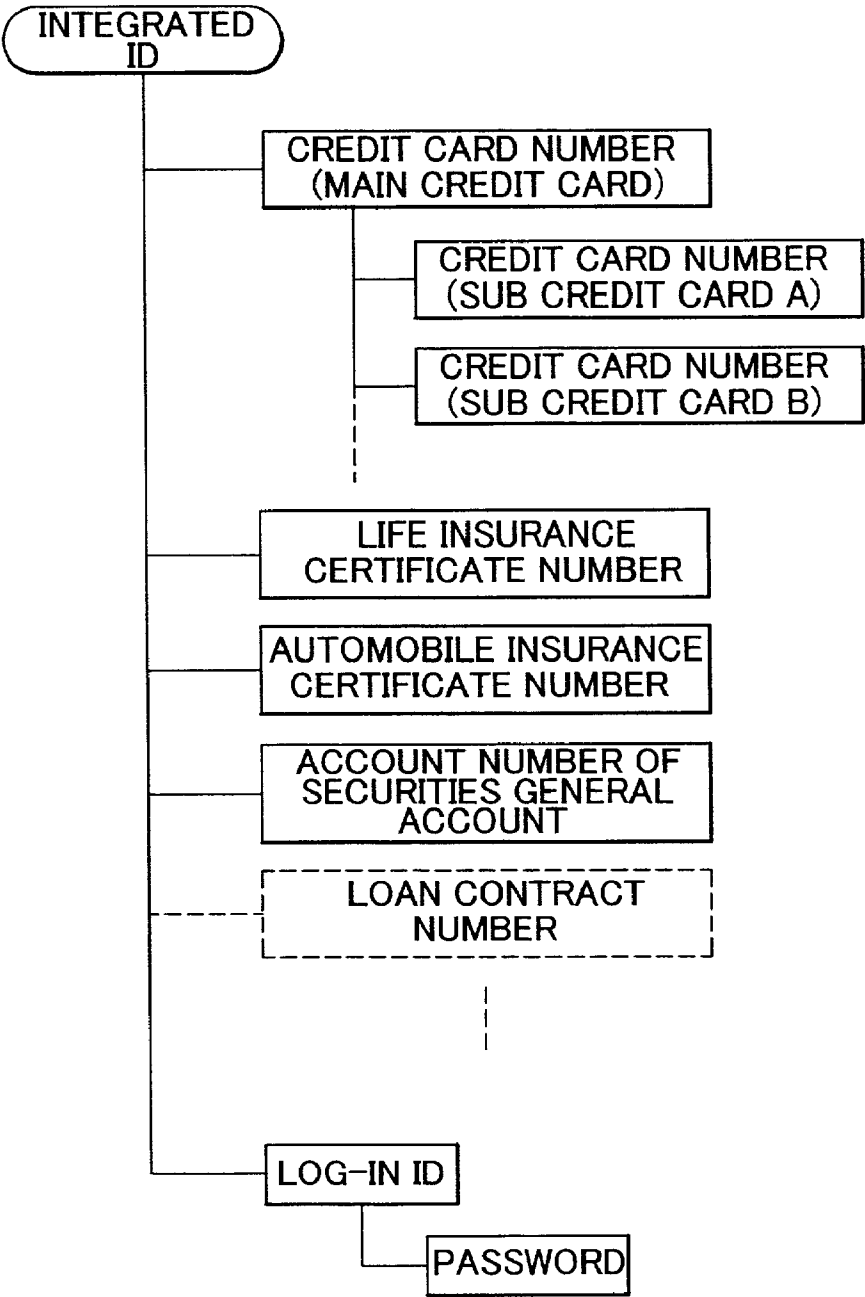 INTEGRATED
ID
CREDIT CARD NUMBER
(MAIN CREDIT CARD)
CREDIT CARD NUMBER
(SUB CREDIT CARD A)
CREDIT CARD NUMBER
(SUB CREDIT CARD B)
LIFE INSURANCE
CERTIFICATE NUMBER
AUTOMOBILE INSURANCE
CERTIFICATE NUMBER
ACCOUNT NUMBER OF
SECURITIES GENERAL
ACCOUNT
LOAN CONTRACT
NUMBER
LOG-IN ID
PASSWORD